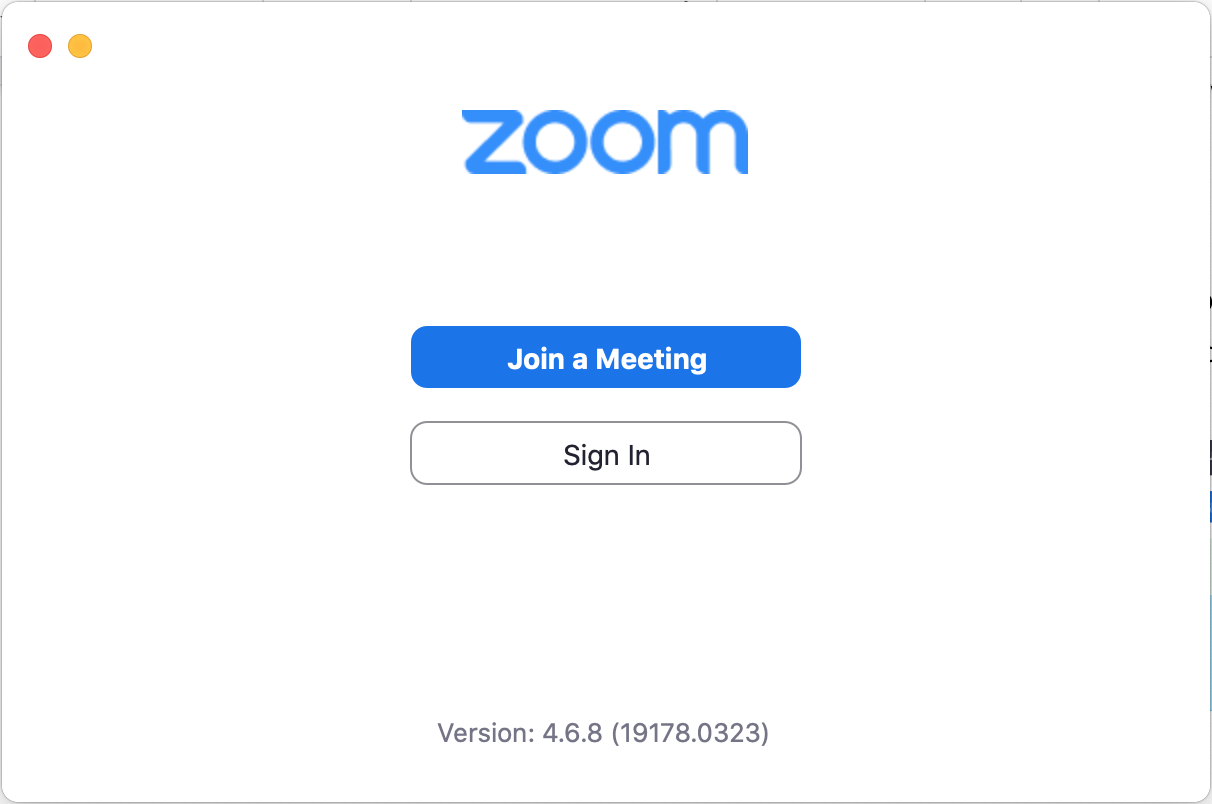 zoom
Join a Meeting
Sign In
Version: 4.6.8 (19178.0323)